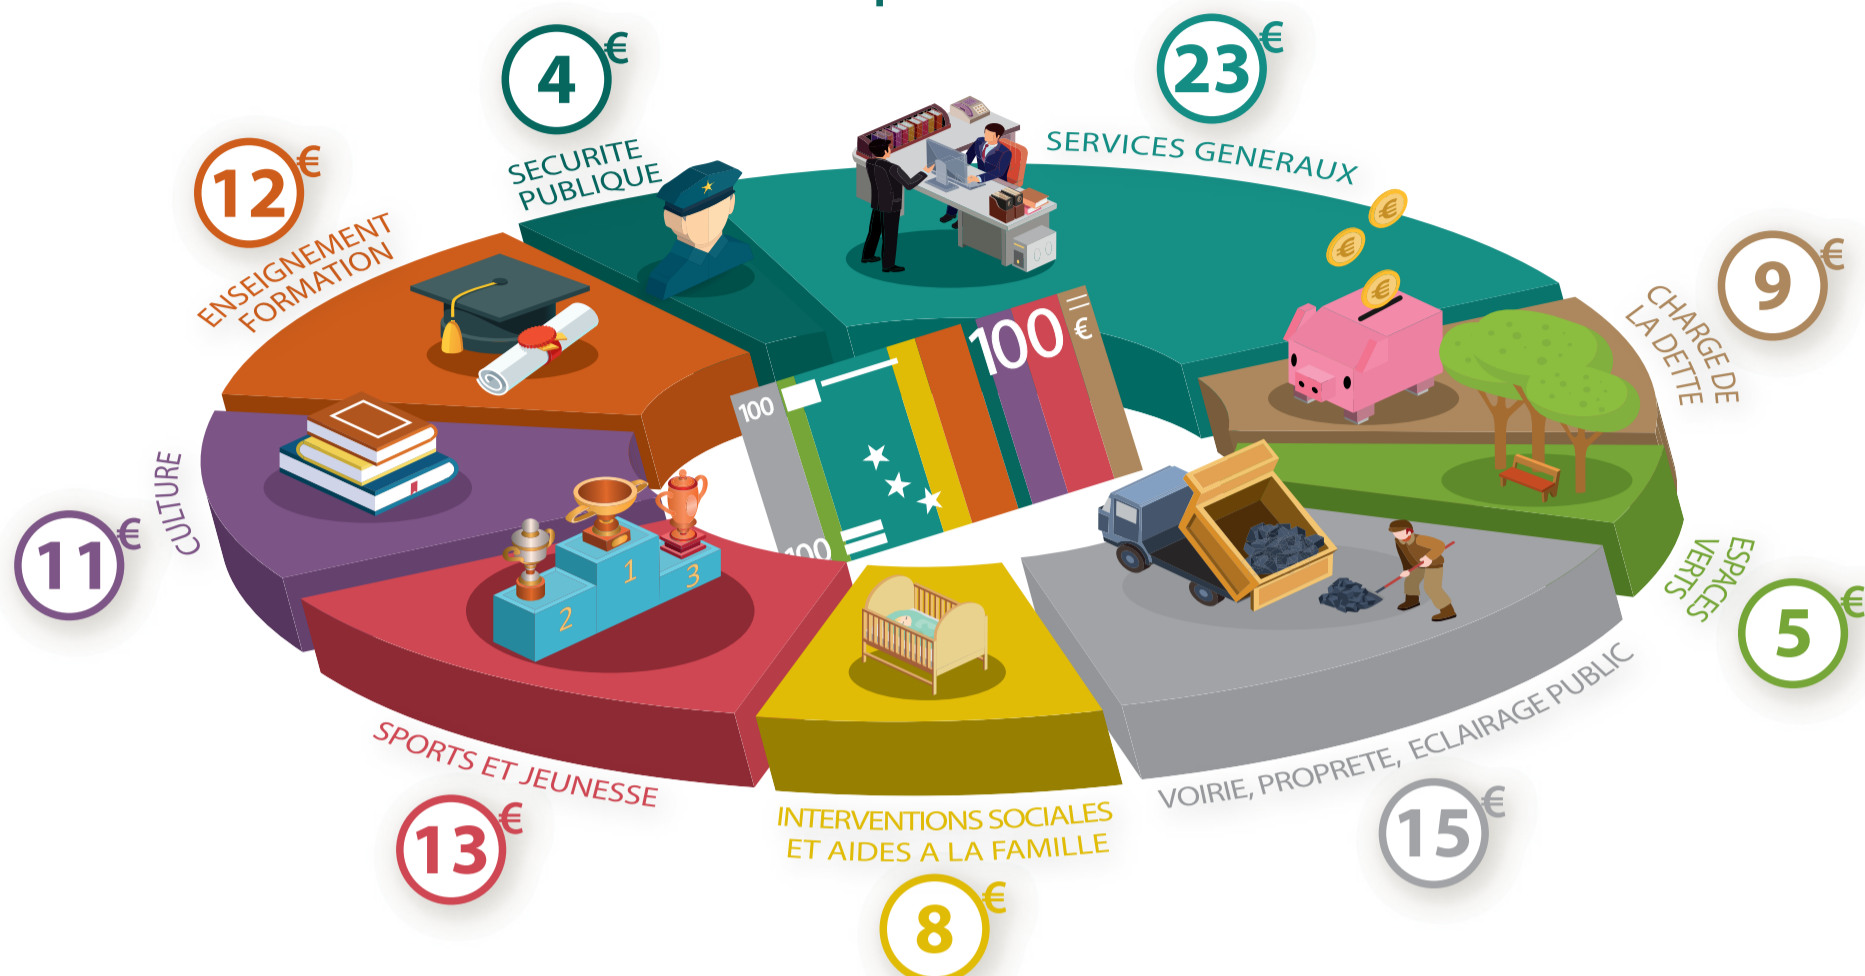 4€
SECURITE
PUBLIQUE
23€
SERVICES GENERAUX
12€
ENSEIGNEMENT
FORMATION
9€
CHARGE DE
LA DETTE
100
100 €
100
11€
CULTURE
2
1
3
ESPACES
VERTS
5€
SPORTS ET JEUNESSE
13€
INTERVENTIONS SOCIALES
ET AIDES A LA FAMILLE
8€
VOIRIE, PROPRETE, ECLAIRAGE PUBLIC
15€